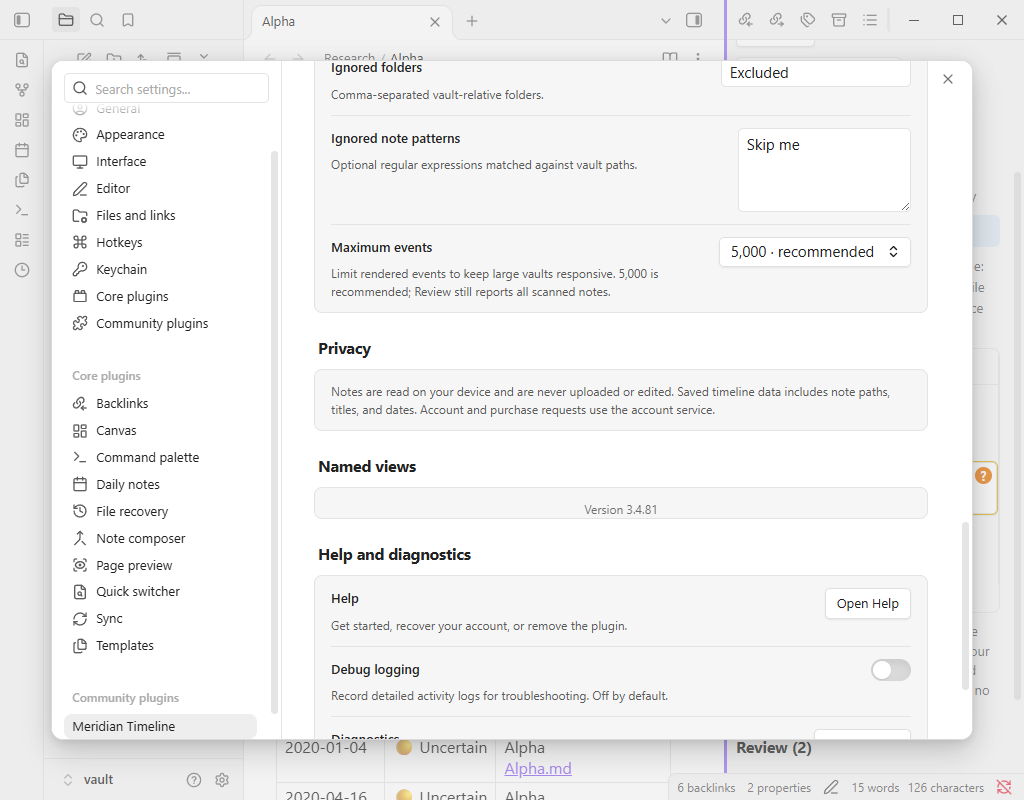 Alpha
Research / Alpha
Search settings...
General
Appearance
Interface
Editor
Files and links
Hotkeys
Keychain
Core plugins
Community plugins
Core plugins
Backlinks
Canvas
Command palette
Daily notes
File recovery
Note composer
Page preview
Quick switcher
Sync
Templates
Community plugins
Meridian Timeline
Ignored folders
Excluded
Comma-separated vault-relative folders.
Ignored note patterns
Skip me
Optional regular expressions matched against vault paths.
Maximum events
5,000 · recommended
Limit rendered events to keep large vaults responsive. 5,000 is
recommended; Review still reports all scanned notes.
Privacy
Notes are read on your device and are never uploaded or edited. Saved timeline data includes note paths,
titles, and dates. Account and purchase requests use the account service.
Named views
Version 3.4.81
Help and diagnostics
Help
Open Help
Get started, recover your account, or remove the plugin.
Debug logging
Record detailed activity logs for troubleshooting. Off by default.
Diagnostics
?
no
2020-01-04 Uncertain Alpha
Alpha.md
2020-04-16 Uncertain Alpha
Review (2)
vault
6 backlinks 2 properties 15 words 126 characters